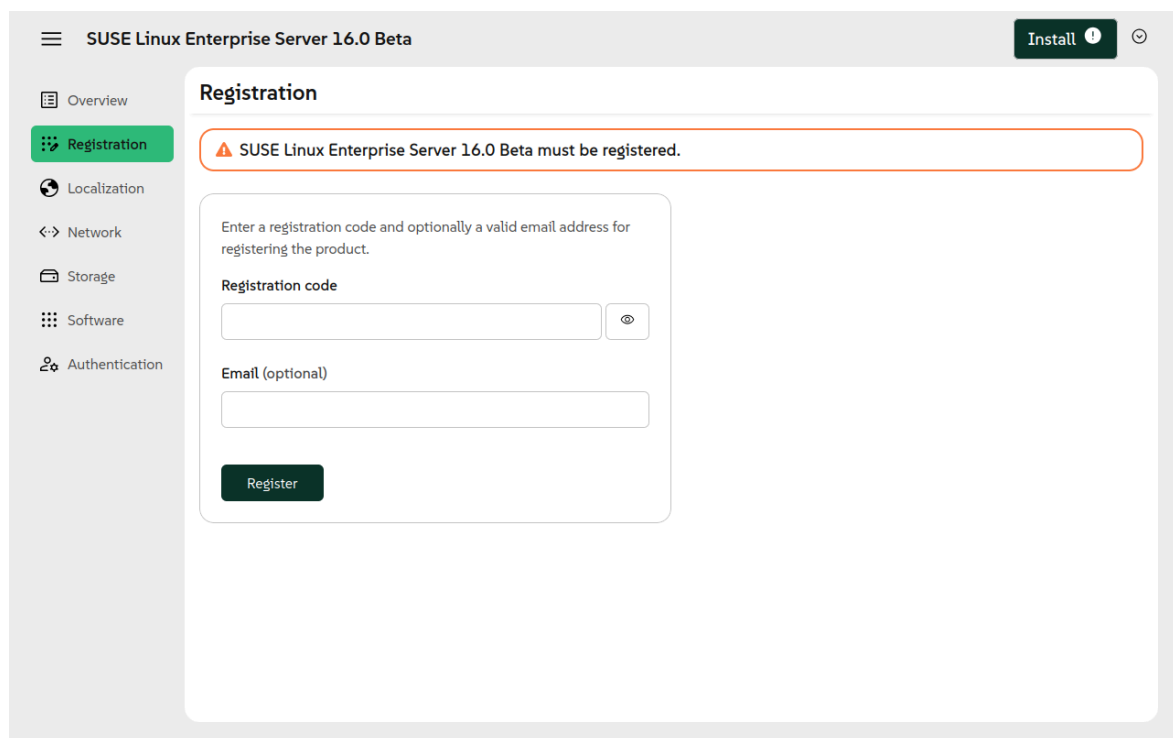 SUSE Linux Enterprise Server 16.0 Beta
Install !
Overview
Registration
Localization
Network
Storage
Software
Authentication
Registration
SUSE Linux Enterprise Server 16.0 Beta must be registered.
Enter a registration code and optionally a valid email address for
registering the product.
Registration code
Email (optional)
Register